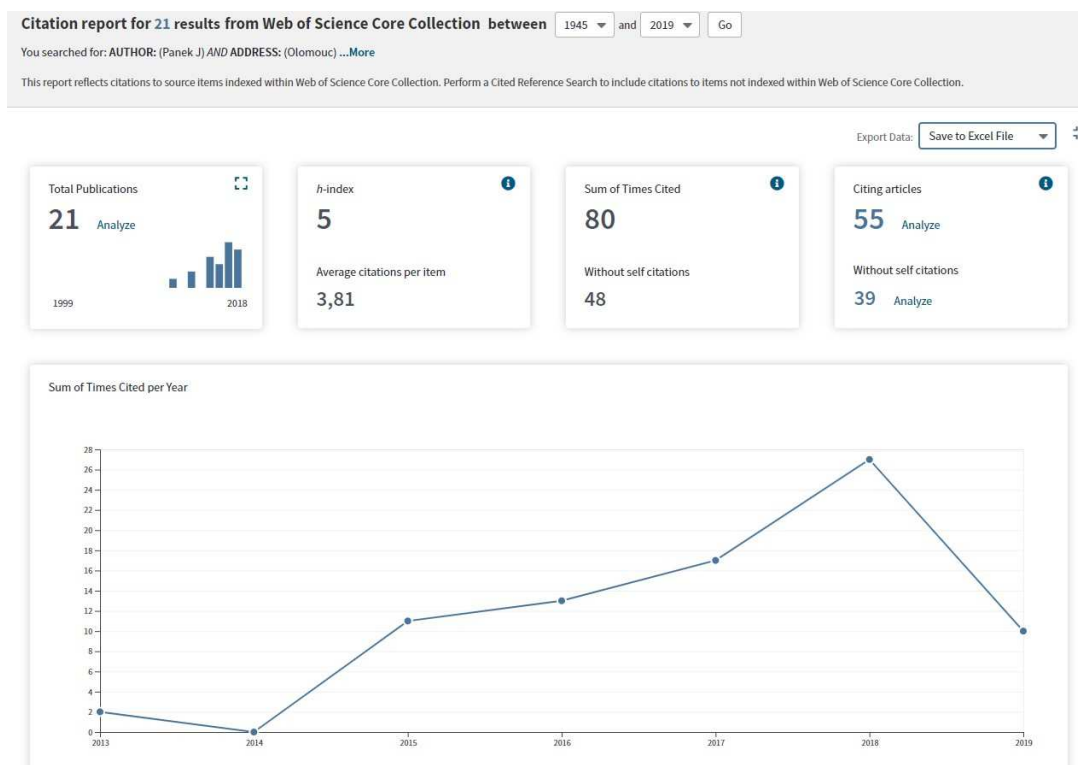 Citation report for 21 results from Web of Science Core Collection between 1945 and 2019 Go
You searched for: AUTHOR: (Panek J) AND ADDRESS: (Olomouc) ...More
This report reflects citations to source items indexed within Web of Science Core Collection. Perform a Cited Reference Search to include citations to items not indexed within Web of Science Core Collection.
Export Data: Save to Excel File
Total Publications
21 Analyze
1999 2018
h-index
5
Average citations per item
3,81
Sum of Times Cited
80
Without self citations
48
Citing articles
55 Analyze
Without self citations
39 Analyze
Sum of Times Cited per Year
28
26
24
22
20
18
16
14
12
10
8
6
4
2
0
2013 2014 2015 2016 2017 2018 2019